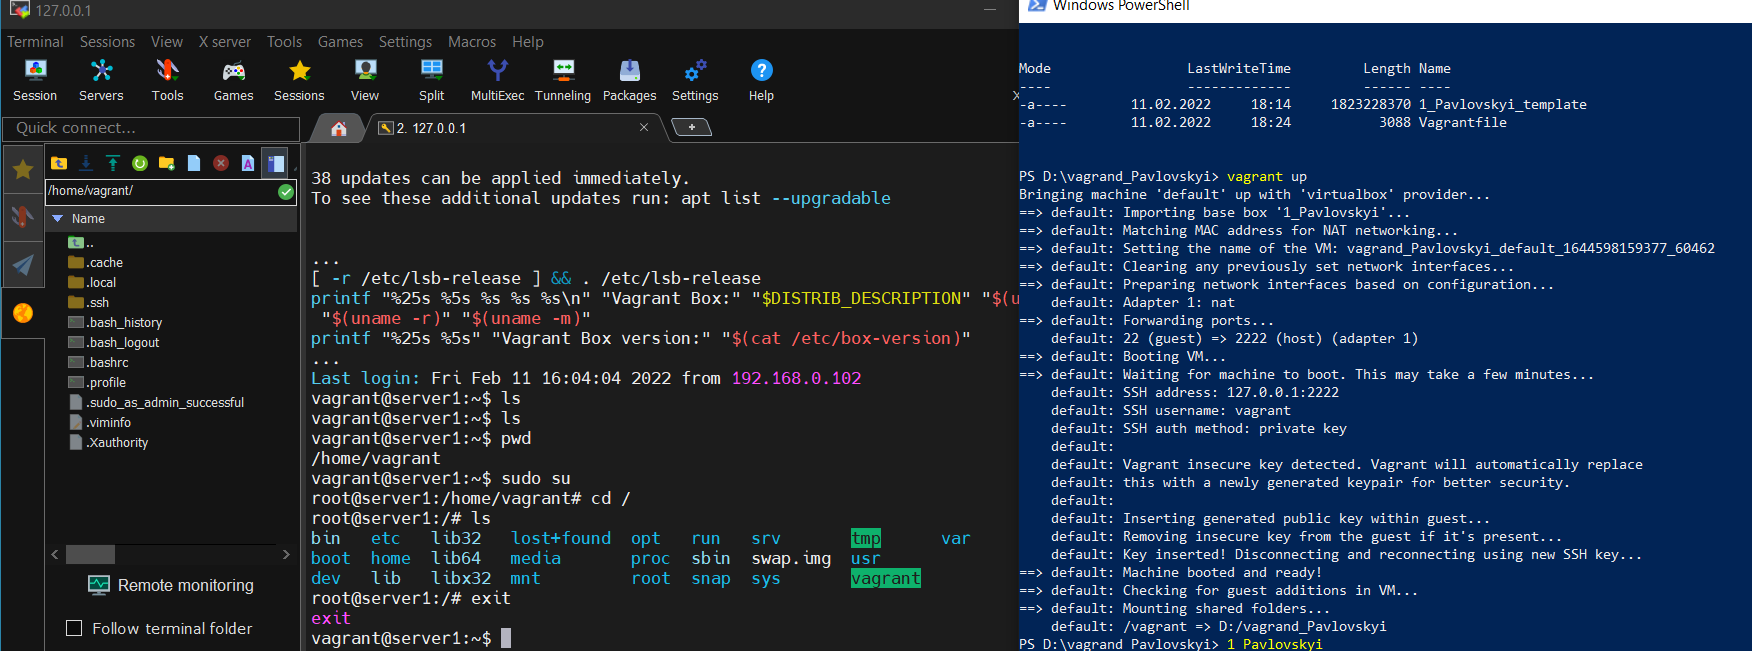 127.0.0.1
Terminal Sessions View X server Tools Games Settings Macros Help
Session Servers Tools Games Sessions View Split MultiExec Tunneling Packages Settings Help
Quick connect...
2. 127.0.0.1
/home/vagrant/
Name
..
.cache
.local
.ssh
.bash_history
.bash_logout
.bashrc
.profile
.sudo_as_admin_successful
.viminfo
.Xauthority
Remote monitoring
Follow terminal folder
38 updates can be applied immediately.
To see these additional updates run: apt list --upgradable
...
[ -r /etc/lsb-release ] && . /etc/lsb-release
printf "%25s %5s %s %s %s\n" "Vagrant Box:" "$DISTRIB_DESCRIPTION" "$(u
"$(uname -r)" "$(uname -m)"
printf "%25s %5s" "Vagrant Box version:" "$(cat /etc/box-version)"
...
Last login: Fri Feb 11 16:04:04 2022 from 192.168.0.102
vagrant@server1:~$ ls
vagrant@server1:~$ ls
vagrant@server1:~$ pwd
/home/vagrant
vagrant@server1:~$ sudo su
root@server1:/home/vagrant# cd /
root@server1:/# ls
bin etc lib32 lost+found opt run srv tmp var
boot home lib64 media proc sbin swap.img usr
dev lib libx32 mnt root snap sys vagrant
root@server1:/# exit
exit
vagrant@server1:~$
Windows PowerShell
Mode LastWriteTime Length Name
---- ------------- ------ ----
-a---- 11.02.2022 18:14 1823228370 1_Pavlovskyi_template
-a---- 11.02.2022 18:24 3088 Vagrantfile
PS D:\vagrand_Pavlovskyi> vagrant up
Bringing machine 'default' up with 'virtualbox' provider...
==> default: Importing base box '1_Pavlovskyi'...
==> default: Matching MAC address for NAT networking...
==> default: Setting the name of the VM: vagrand_Pavlovskyi_default_1644598159377_60462
==> default: Clearing any previously set network interfaces...
==> default: Preparing network interfaces based on configuration...
default: Adapter 1: nat
==> default: Forwarding ports...
default: 22 (guest) => 2222 (host) (adapter 1)
==> default: Booting VM...
==> default: Waiting for machine to boot. This may take a few minutes...
default: SSH address: 127.0.0.1:2222
default: SSH username: vagrant
default: SSH auth method: private key
default:
default: Vagrant insecure key detected. Vagrant will automatically replace
default: this with a newly generated keypair for better security.
default:
default: Inserting generated public key within guest...
default: Removing insecure key from the guest if it's present...
default: Key inserted! Disconnecting and reconnecting using new SSH key...
==> default: Machine booted and ready!
==> default: Checking for guest additions in VM...
==> default: Mounting shared folders...
default: /vagrant => D:/vagrand_Pavlovskyi
PS D:\vagrand_Pavlovskyi> 1 Pavlovskyi